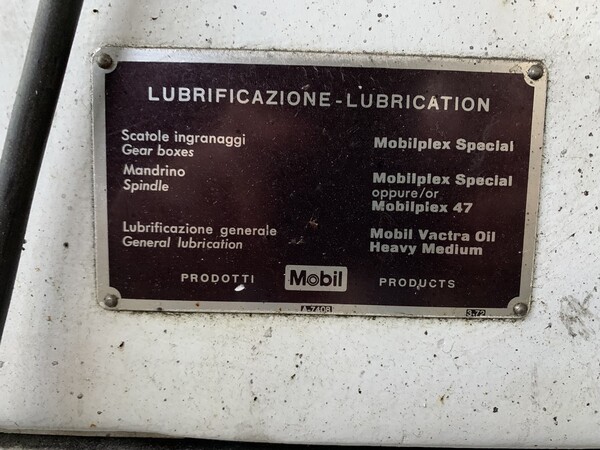 LUBRIFICAZIONE-LUBRICATION
Scatole ingranaggi
Gear boxes
Mobilplex Special
Mandrino
Spindle
Mobilplex Special
oppure/or
Mobilplex 47
Lubrificazione generale
General lubrication
Mobil Vactra Oil
Heavy Medium
PRODOTTI Mobil PRODUCTS
A-7408 3-72